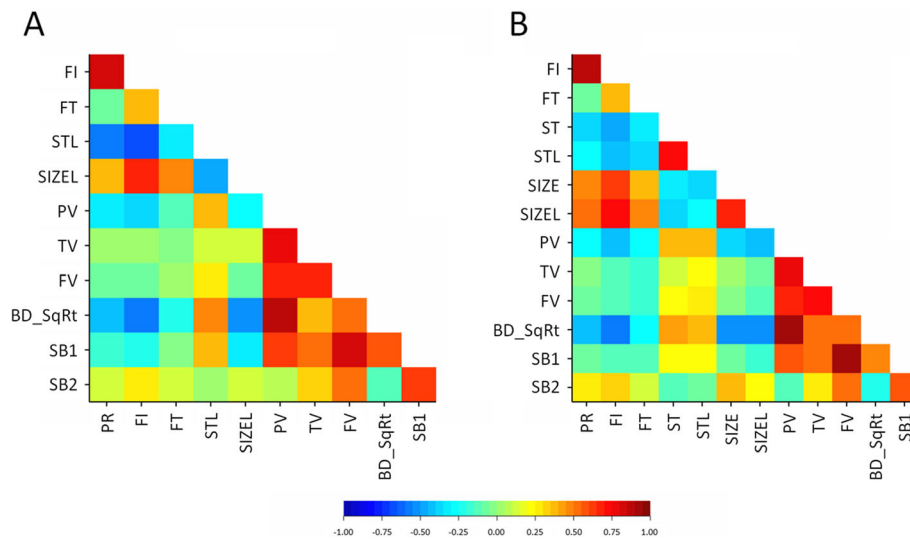 A
FI
FT
STL
SIZEL
PV
TV
FV
BD_SqRt
SB1
SB2
PR
FI
FT
STL
SIZEL
PV
TV
FV
BD_SqRt
SB1
B
FI
FT
ST
STL
SIZE
SIZEL
PV
TV
FV
BD_SqRt
SB1
SB2
PR
FI
FT
ST
STL
SIZE
SIZEL
PV
TV
FV
BD_SqRt
SB1
-1.00 -0.75 -0.50 -0.25 0.00 0.25 0.50 0.75 1.00